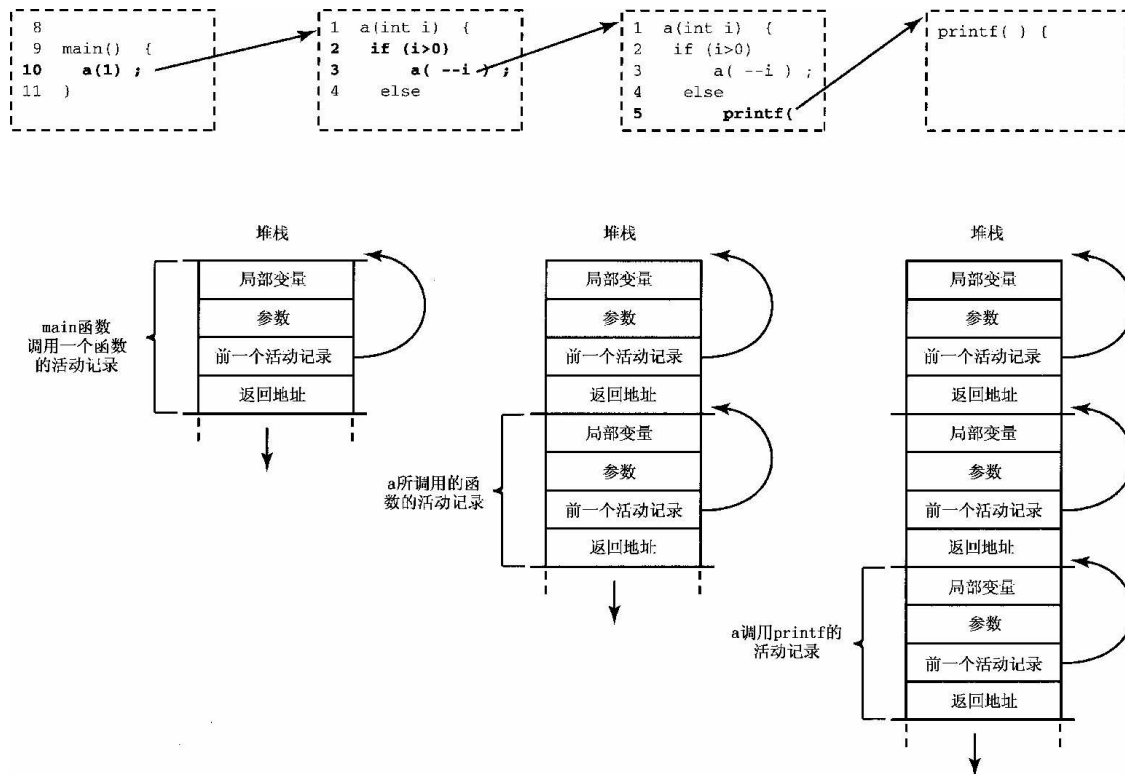 8
9 main() {
10 a(1) ;
11 }
1 a(int i) {
2 if (i>0)
3 a( --i ) ;
4 else
1 a(int i) {
2 if (i>0)
3 a( --i ) ;
4 else
5 printf(
printf( ) {
堆栈
局部变量
参数
前一个活动记录
返回地址
main函数
调用一个函数
的活动记录
堆栈
局部变量
参数
前一个活动记录
返回地址
局部变量
参数
前一个活动记录
返回地址
a所调用的函
数的活动记录
堆栈
局部变量
参数
前一个活动记录
返回地址
局部变量
参数
前一个活动记录
返回地址
局部变量
参数
前一个活动记录
返回地址
a调用printf的
活动记录